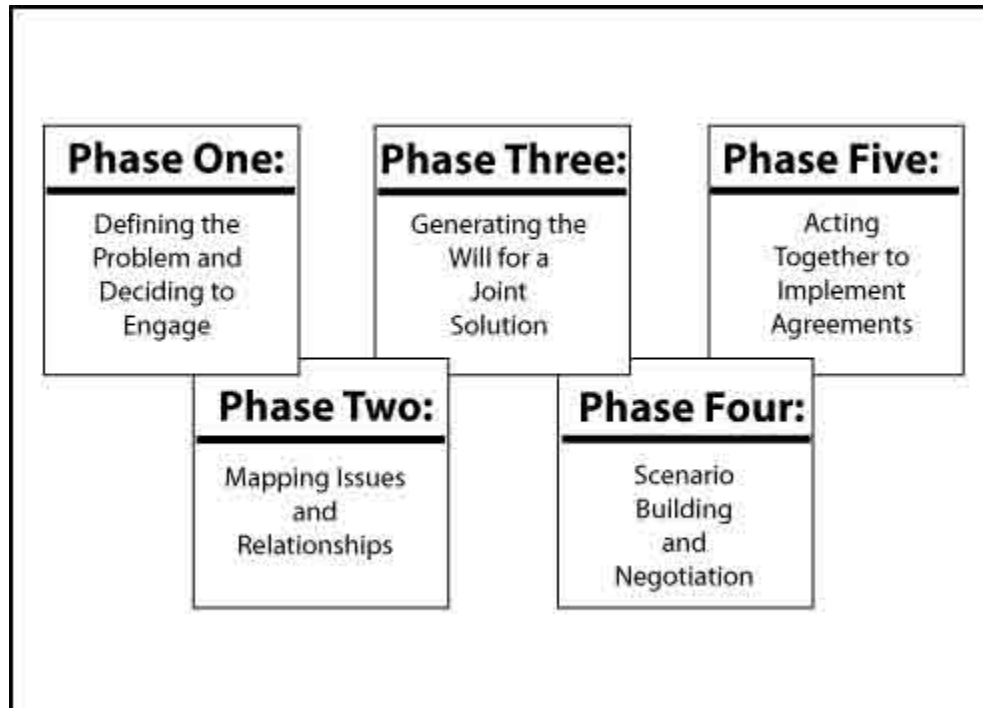 Phase One:
Defining the
Problem and
Deciding to
Engage
Phase Two:
Mapping Issues
and
Relationships
Phase Three:
Generating the
Will for a
Joint
Solution
Phase Four:
Scenario
Building
and
Negotiation
Phase Five:
Acting
Together to
Implement
Agreements